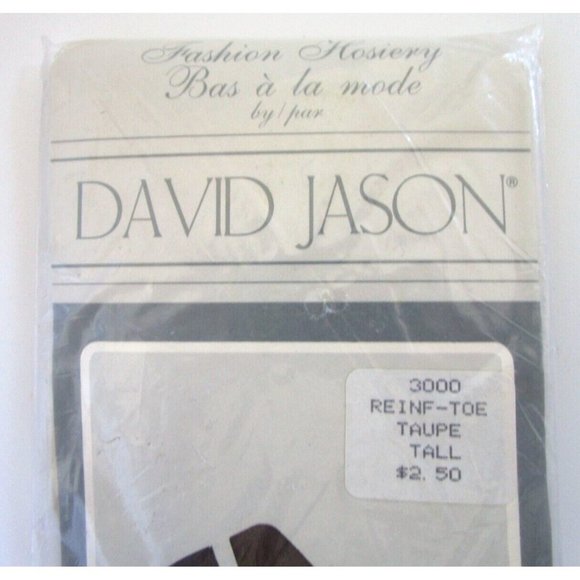 Fashion Hosiery
Bas à la mode
by/par
DAVID JASON®
3000
REINF-TOE
TAUPE
TALL
$2.50